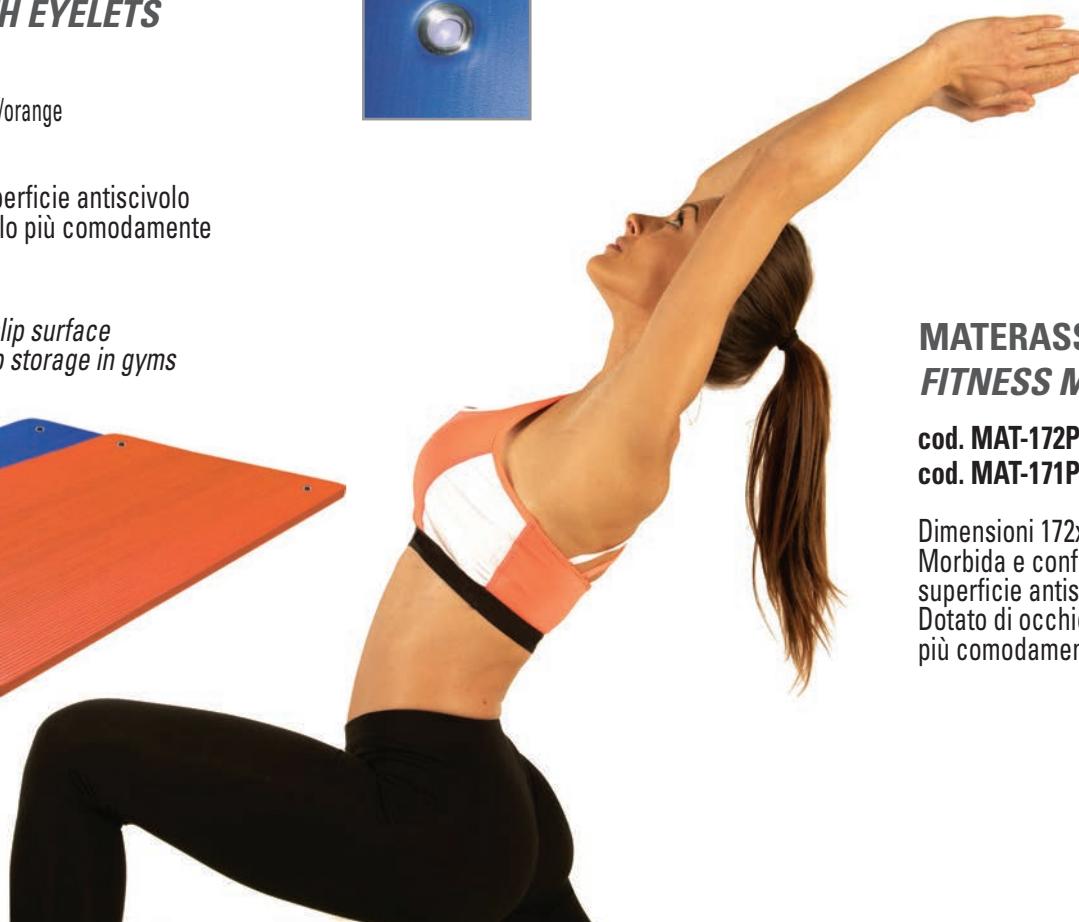 H EYELETS
/orange
perficie antiscivolo
lo più comodamente
lip surface
storage in gyms
MATERASS
FITNESS M
cod. MAT-172P
cod. MAT-171P
Dimensioni 172x
Morbida e conf
superficie antis
Dotato di occhi
più comodamen